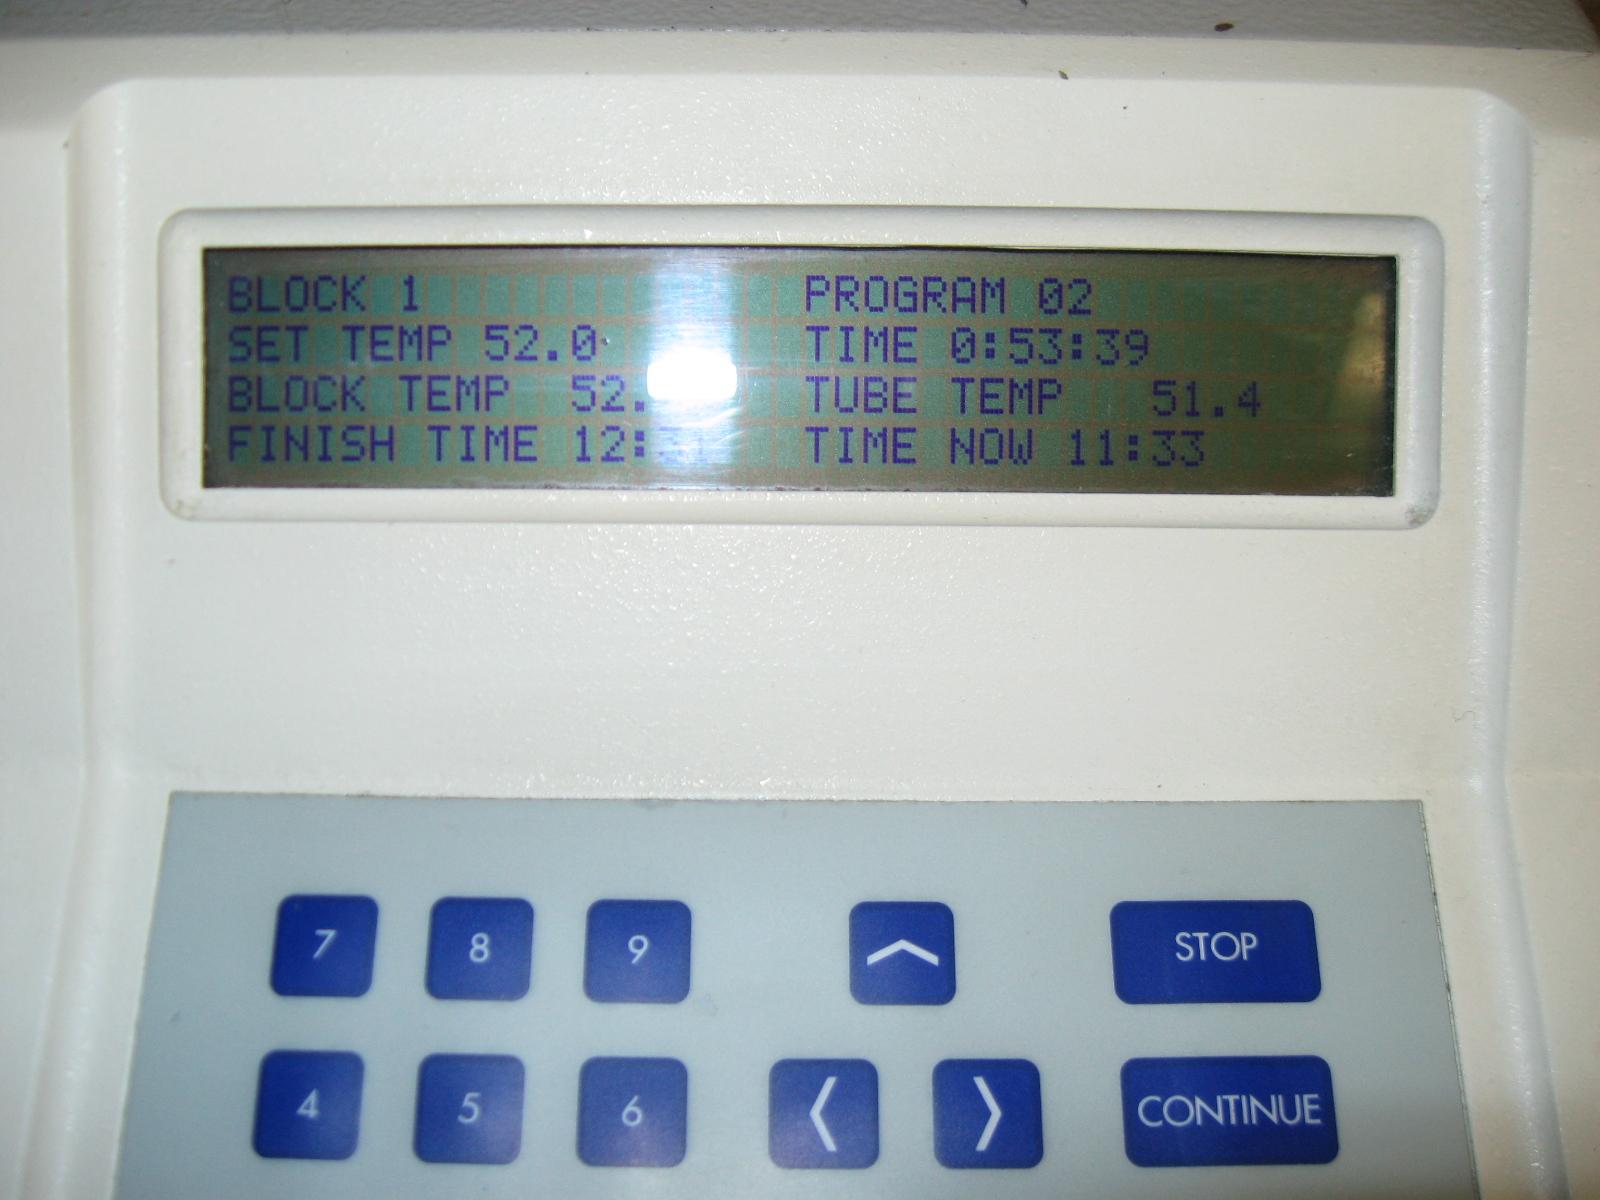 BLOCK 1 PROGRAM 02
SET TEMP 52.0 TIME 0:53:39
BLOCK TEMP TUBE TEMP 51.4
FINISH TIME TIME NOW 11:33
7 8 9 STOP
4 5 6 CONTINUE